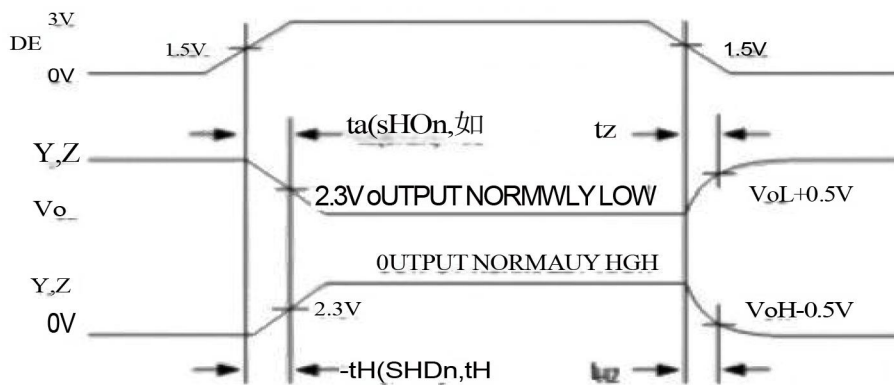 3V
DE
1.5V
1.5V
0V
ta(sHOn,如
tz
Y,Z
2.3V oUTPUT NORMWLY LOW
VoL+0.5V
Vo
0UTPUT NORMAUY HGH
Y,Z
2.3V
VoH-0.5V
0V
-tH(SHDn,tH